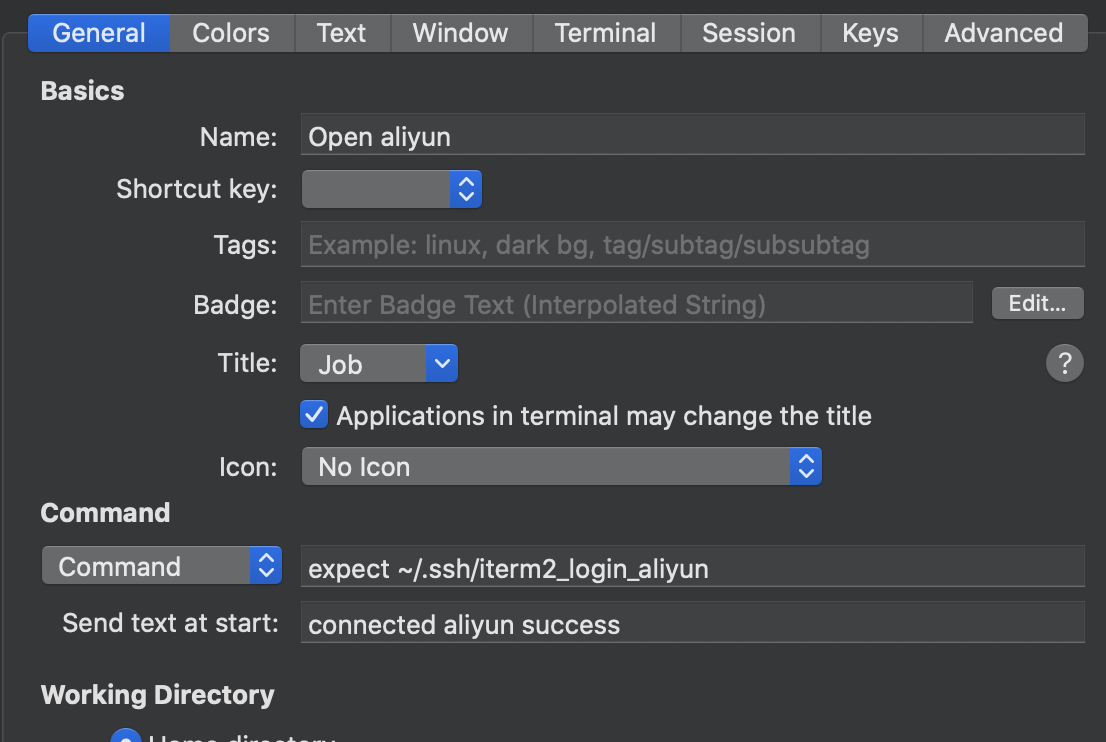 General Colors Text Window Terminal Session Keys Advanced
Basics
Name: Open aliyun
Shortcut key:
Tags: Example: linux, dark bg, tag/subtag/subsubtag
Badge: Enter Badge Text (Interpolated String) Edit...
Title: Job ?
Applications in terminal may change the title
Icon: No Icon
Command
Command expect ~/.ssh/iterm2_login_aliyun
Send text at start: connected aliyun success
Working Directory
Home directory